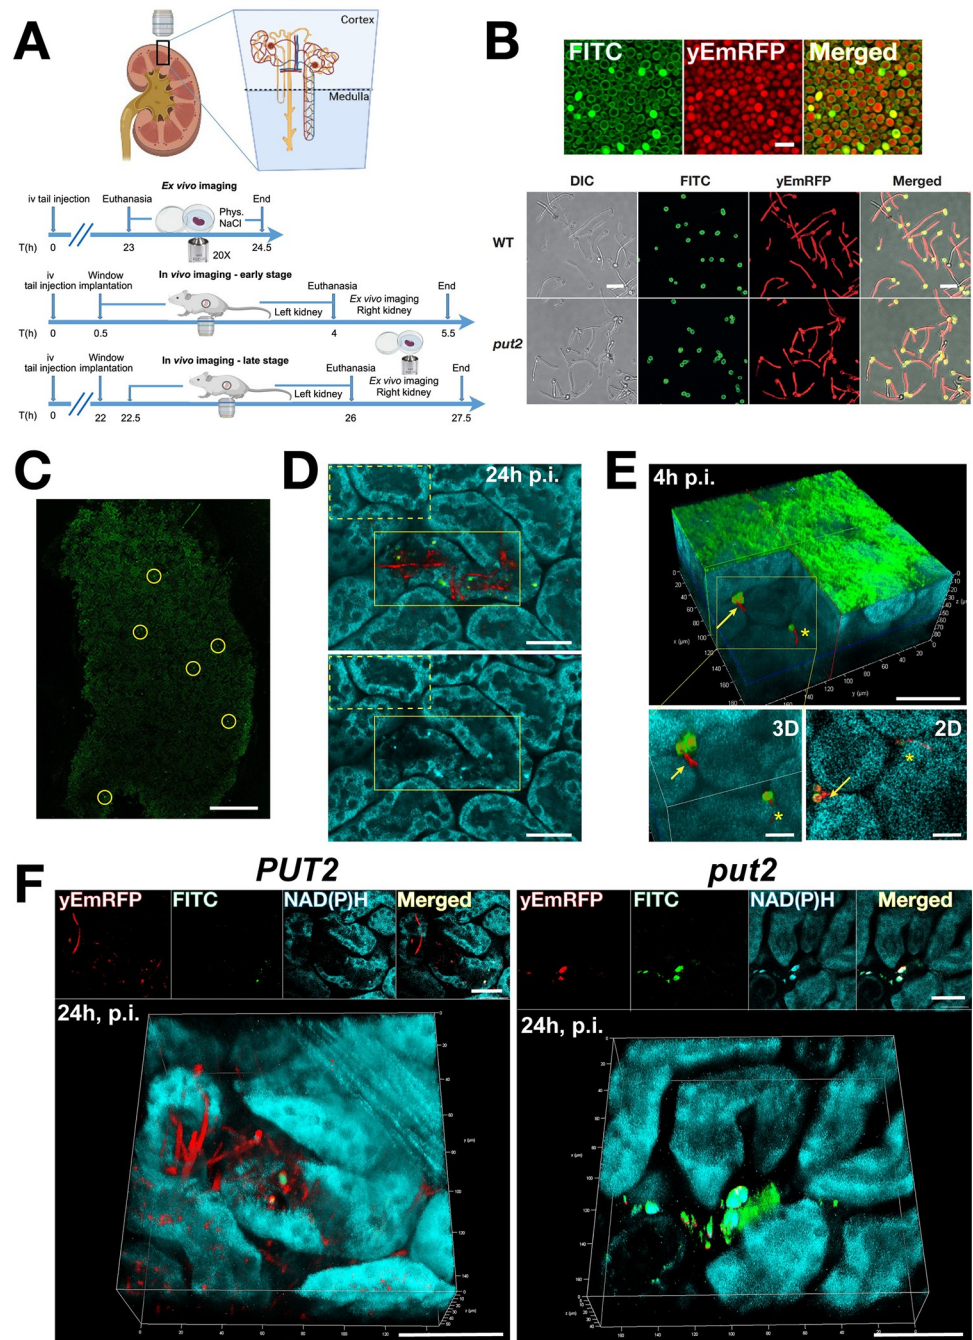 A
Cortex
Medulla
Ex vivo imaging
iv tail injection
Euthanasia
End
Phys.
NaCl
T(h)
0
23
20X
24.5
iv
tail injection
Window
implantation
In vivo imaging - early stage
Euthanasia
End
Left kidney
Ex vivo imaging
Right kidney
T(h)
0
0.5
4
5.5
iv
tail injection
Window
implantation
In vivo imaging - late stage
Euthanasia
End
Left kidney
Ex vivo imaging
Right kidney
T(h)
0
22
22.5
26
27.5
B
FITC
yEmRFP
Merged
DIC
FITC
yEmRFP
Merged
WT
put2
C
D
24h p.i.
E
4h p.i.
3D
*
2D
*
F
PUT2
put2
yEmRFP
FITC
NAD(P)H
Merged
yEmRFP
FITC
NAD(P)H
Merged
24h, p.i.
24h, p.i.